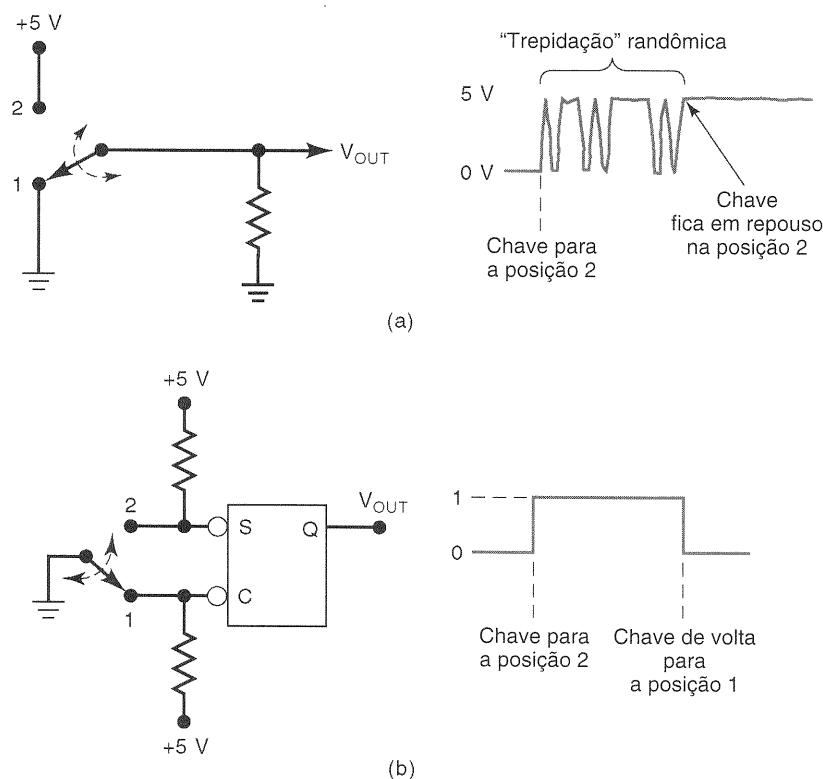 +5 V
2
1
V_OUT
“Trepidação” randômica
5 V
0 V
Chave para
a posição 2
Chave
fica em repouso
na posição 2
(a)
+5 V
2
S
Q
V_OUT
C
1
+5 V
1
0
Chave para
a posição 2
Chave de volta
para
a posição 1
(b)